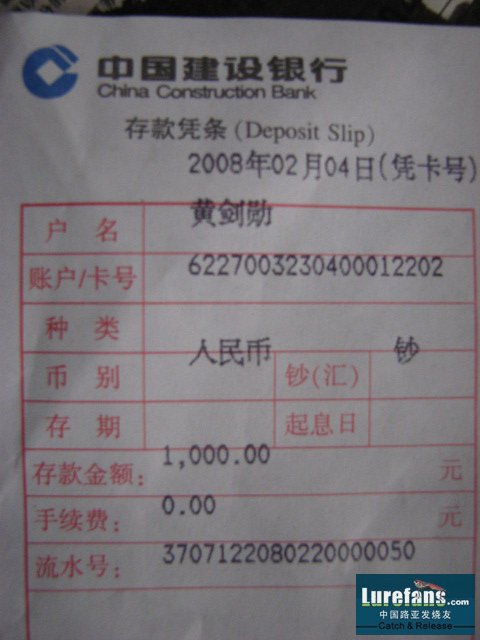 中国建设银行
China Construction Bank
存款凭条 (Deposit Slip)
2008年02月04日(凭卡号)
户 名 黄剑勋
账户/卡号 6227003230400012202
种 类
币 别 人民币 钞(汇) 钞
存 期 起息日
存款金额: 1,000.00 元
手续费: 0.00 元
流水号: 3707122080220000050
Lurefans.com
中国路亚发烧友
Catch & Release